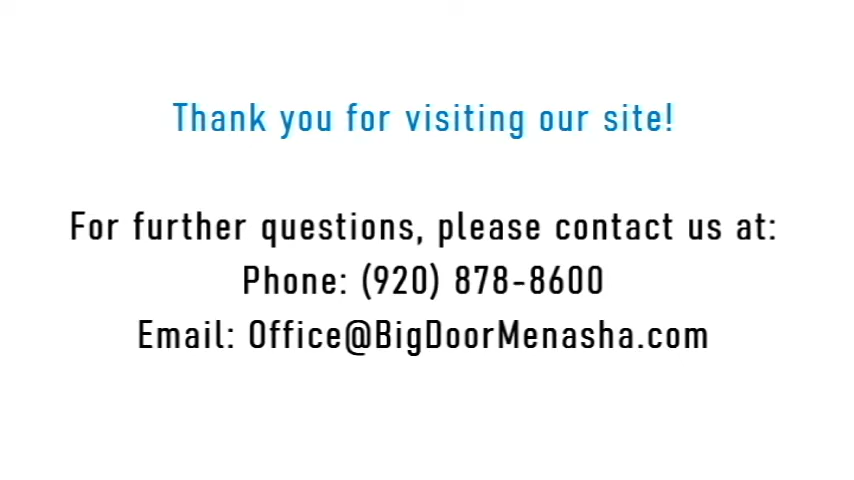 Thank you for visiting our site!
For further questions, please contact us at:
Phone: (920) 878-8600
Email: Office@BigDoorMenasha.com